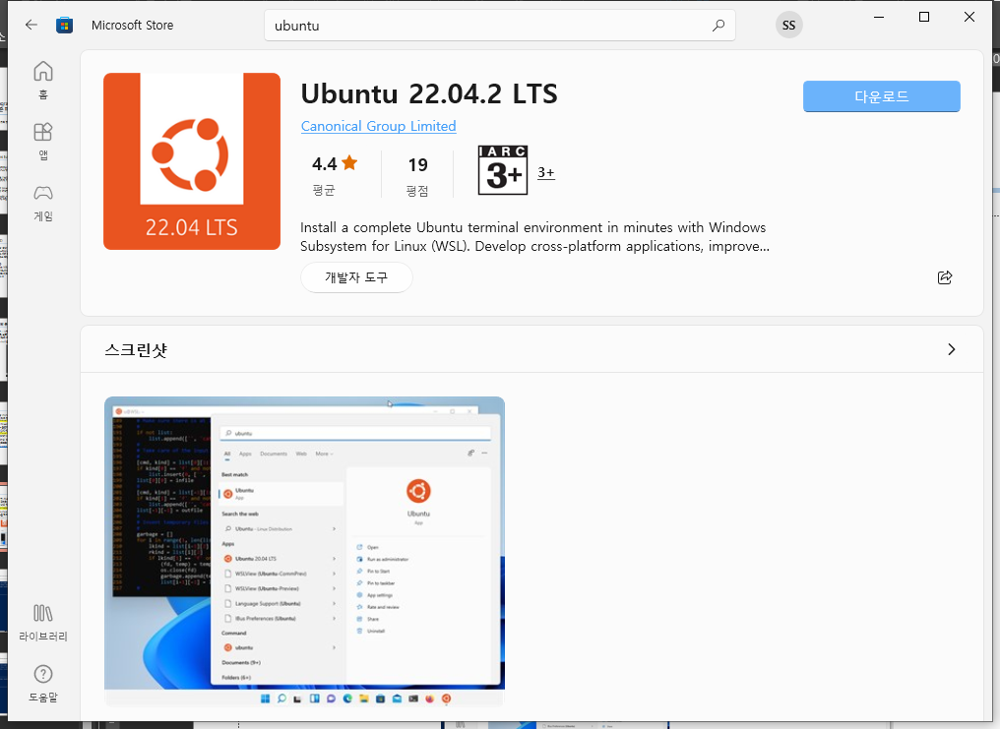 Microsoft Store
ubuntu
SS
홈
앱
게임
라이브러리
도움말
22.04 LTS
Ubuntu 22.04.2 LTS
다운로드
Canonical Group Limited
4.4
평균
19
평점
IARC
3+
3+
Install a complete Ubuntu terminal environment in minutes with Windows
Subsystem for Linux (WSL). Develop cross-platform applications, improve...
개발자 도구
스크린샷
ubuntu
All Apps Documents Web More
Best match
Ubuntu
App
Search the web
Ubuntu - Linux Distribution
Apps
Ubuntu 20.04 LTS
WSLView (Ubuntu-CommPrev)
WSLView (Ubuntu-Preview)
Language Support (Ubuntu)
IBus Preferences (Ubuntu)
Command
ubuntu
Documents (9+)
Folders (6+)
Ubuntu
App
Open
Run as administrator
Pin to Start
Pin to taskbar
App settings
Rate and review
Share
Uninstall